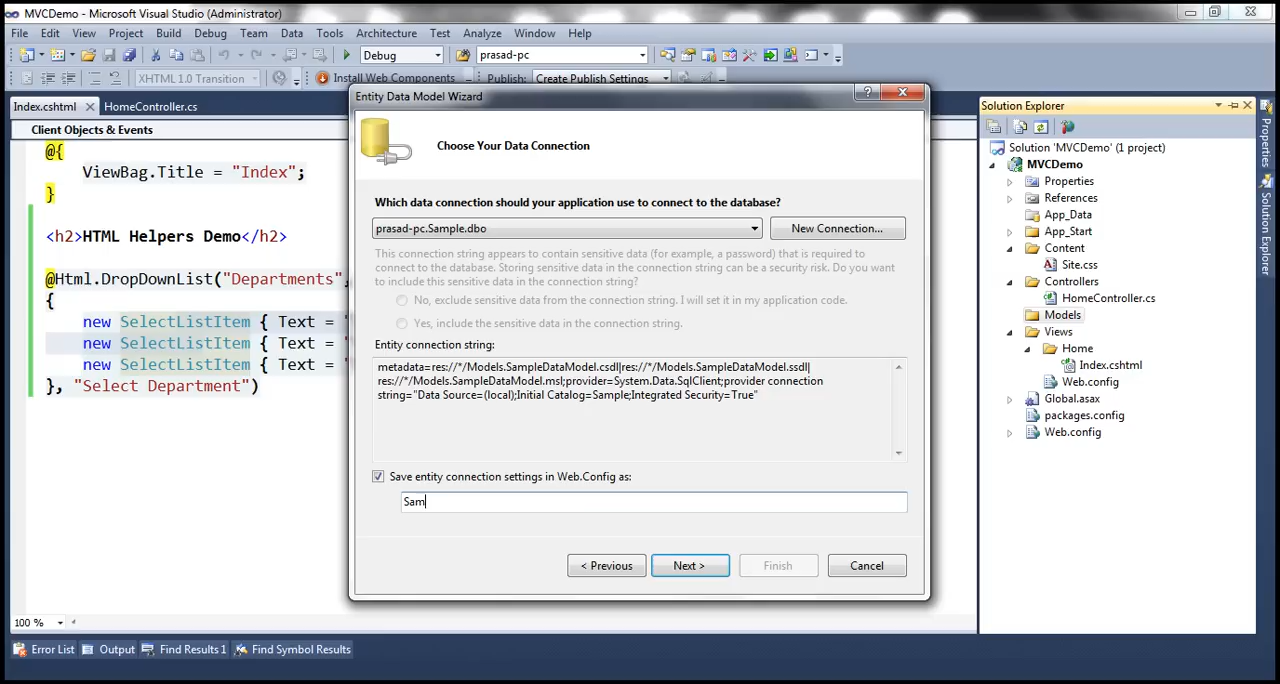 MVCDemo - Microsoft Visual Studio (Administrator)
File Edit View Project Build Debug Team Data Tools Architecture Test Analyze Window Help
Debug prasad-pc
XHTML 1.0 Transition Install Web Components Publish: Create Publish Settings
Index.cshtml HomeController.cs
Client Objects & Events
@{
ViewBag.Title = "Index";
}
<h2>HTML Helpers Demo</h2>
@Html.DropDownList("Departments",
{
new SelectListItem { Text = "
new SelectListItem { Text = "
new SelectListItem { Text = "
}, "Select Department")
100 %
Error List Output Find Results 1 Find Symbol Results
Entity Data Model Wizard
Choose Your Data Connection
Which data connection should your application use to connect to the database?
prasad-pc.Sample.dbo New Connection...
This connection string appears to contain sensitive data (for example, a password) that is required to
connect to the database. Storing sensitive data in the connection string can be a security risk. Do you want
to include this sensitive data in the connection string?
No, exclude sensitive data from the connection string. I will set it in my application code.
Yes, include the sensitive data in the connection string.
Entity connection string:
metadata=res://*/Models.SampleDataModel.csdl|res://*/Models.SampleDataModel.ssdl|
res://*/Models.SampleDataModel.msl;provider=System.Data.SqlClient;provider connection
string="Data Source=(local);Initial Catalog=Sample;Integrated Security=True"
Save entity connection settings in Web.Config as:
Sam
< Previous Next > Finish Cancel
Solution Explorer
Solution 'MVCDemo' (1 project)
MVCDemo
Properties
References
App_Data
App_Start
Content
Site.css
Controllers
HomeController.cs
Models
Views
Home
Index.cshtml
Web.config
Global.asax
packages.config
Web.config
Properties
Solution Explorer